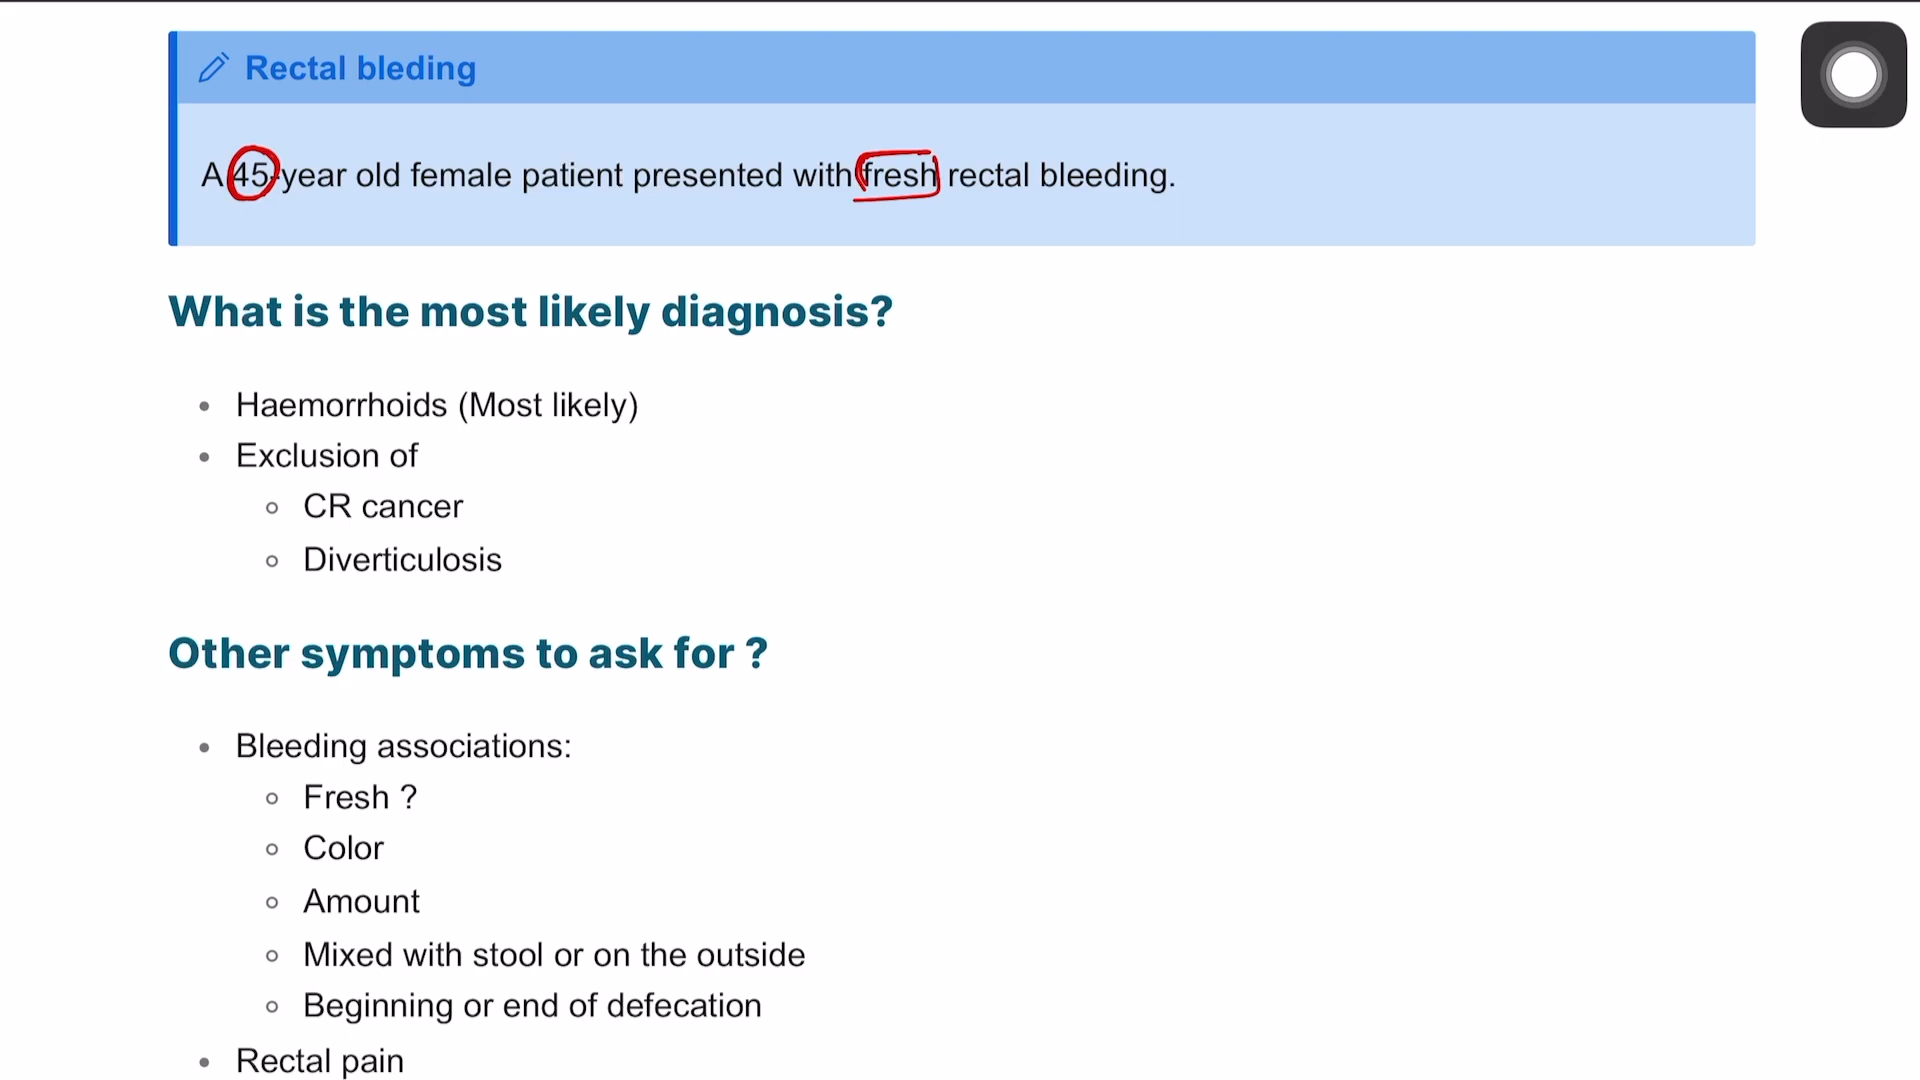 Rectal bleding
A 45-year old female patient presented with fresh rectal bleeding.
What is the most likely diagnosis?
Haemorrhoids (Most likely)
Exclusion of
CR cancer
Diverticulosis
Other symptoms to ask for ?
Bleeding associations:
Fresh ?
Color
Amount
Mixed with stool or on the outside
Beginning or end of defecation
Rectal pain